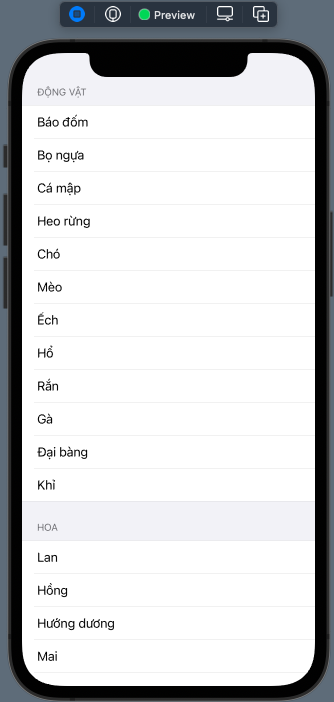 Preview
ĐỘNG VẬT
Báo đốm
Bọ ngựa
Cá mập
Heo rừng
Chó
Mèo
Ếch
Hổ
Rắn
Gà
Đại bàng
Khỉ
HOA
Lan
Hồng
Hướng dương
Mai